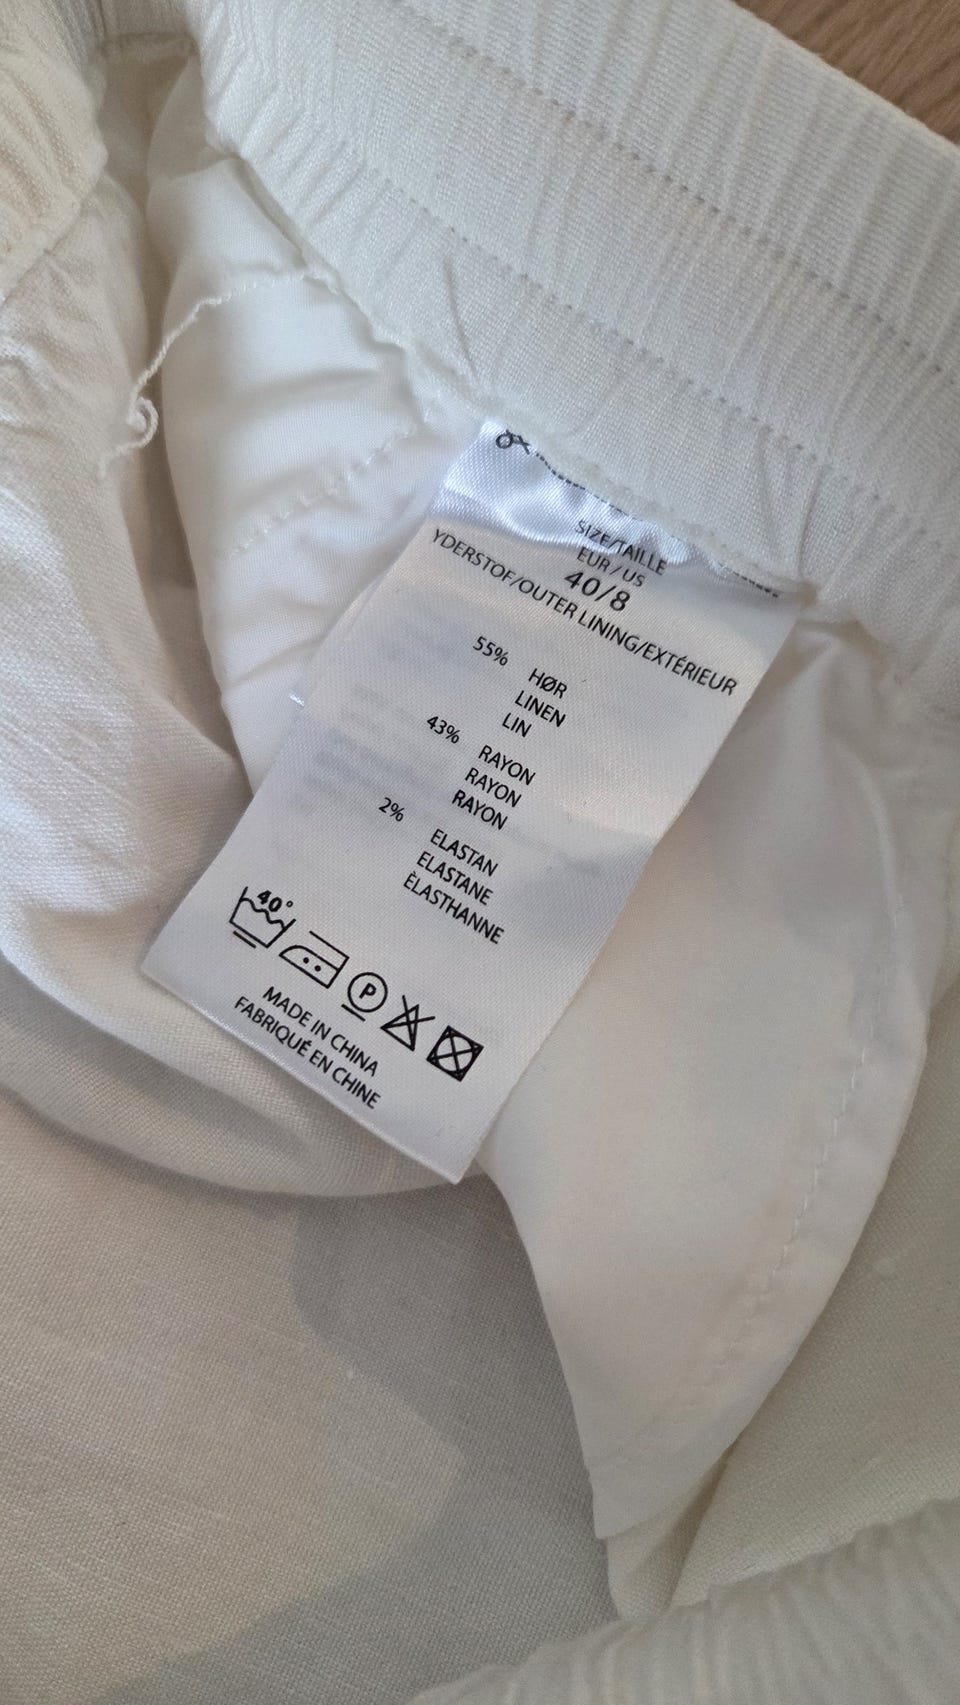 SIZE/TAILLE
EUR/US
40/8
YDERSTOF/OUTER LINING/EXTÉRIEUR
55% HØR
LINEN
LIN
43% RAYON
RAYON
RAYON
2% ELASTAN
ELASTANE
ÈLASTHANNE
40°
P
MADE IN CHINA
FABRIQUÉ EN CHINE